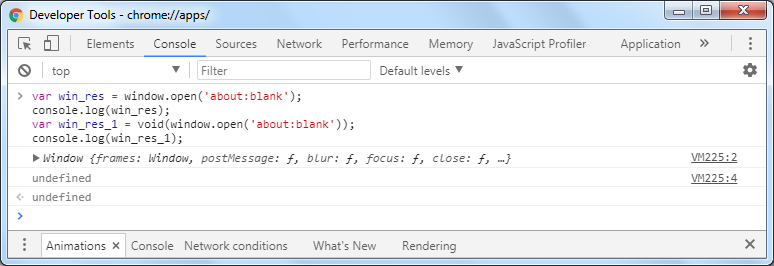 Developer Tools - chrome://apps/
Elements Console Sources Network Performance Memory JavaScript Profiler Application »
top ▼ Filter Default levels ▼
> var win_res = window.open('about:blank');
console.log(win_res);
var win_res_1 = void(window.open('about:blank'));
console.log(win_res_1);
▶ Window {frames: Window, postMessage: ƒ, blur: ƒ, focus: ƒ, close: ƒ, …} VM225:2
undefined VM225:4
undefined
>
Animations × Console Network conditions What's New Rendering ×